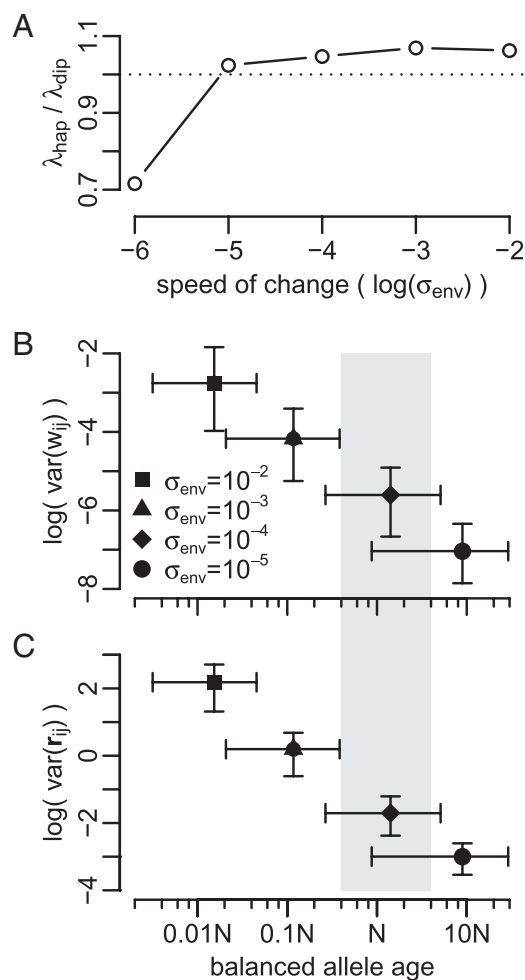 A
λhap / λdip
1.1
0.9
0.7
−6 −5 −4 −3 −2
speed of change ( log(σenv) )
B
log( var(wij))
−2
−4
−6
−8
σenv=10−2
σenv=10−3
σenv=10−4
σenv=10−5
C
log( var(rij))
2
0
−2
−4
0.01N 0.1N N 10N
balanced allele age